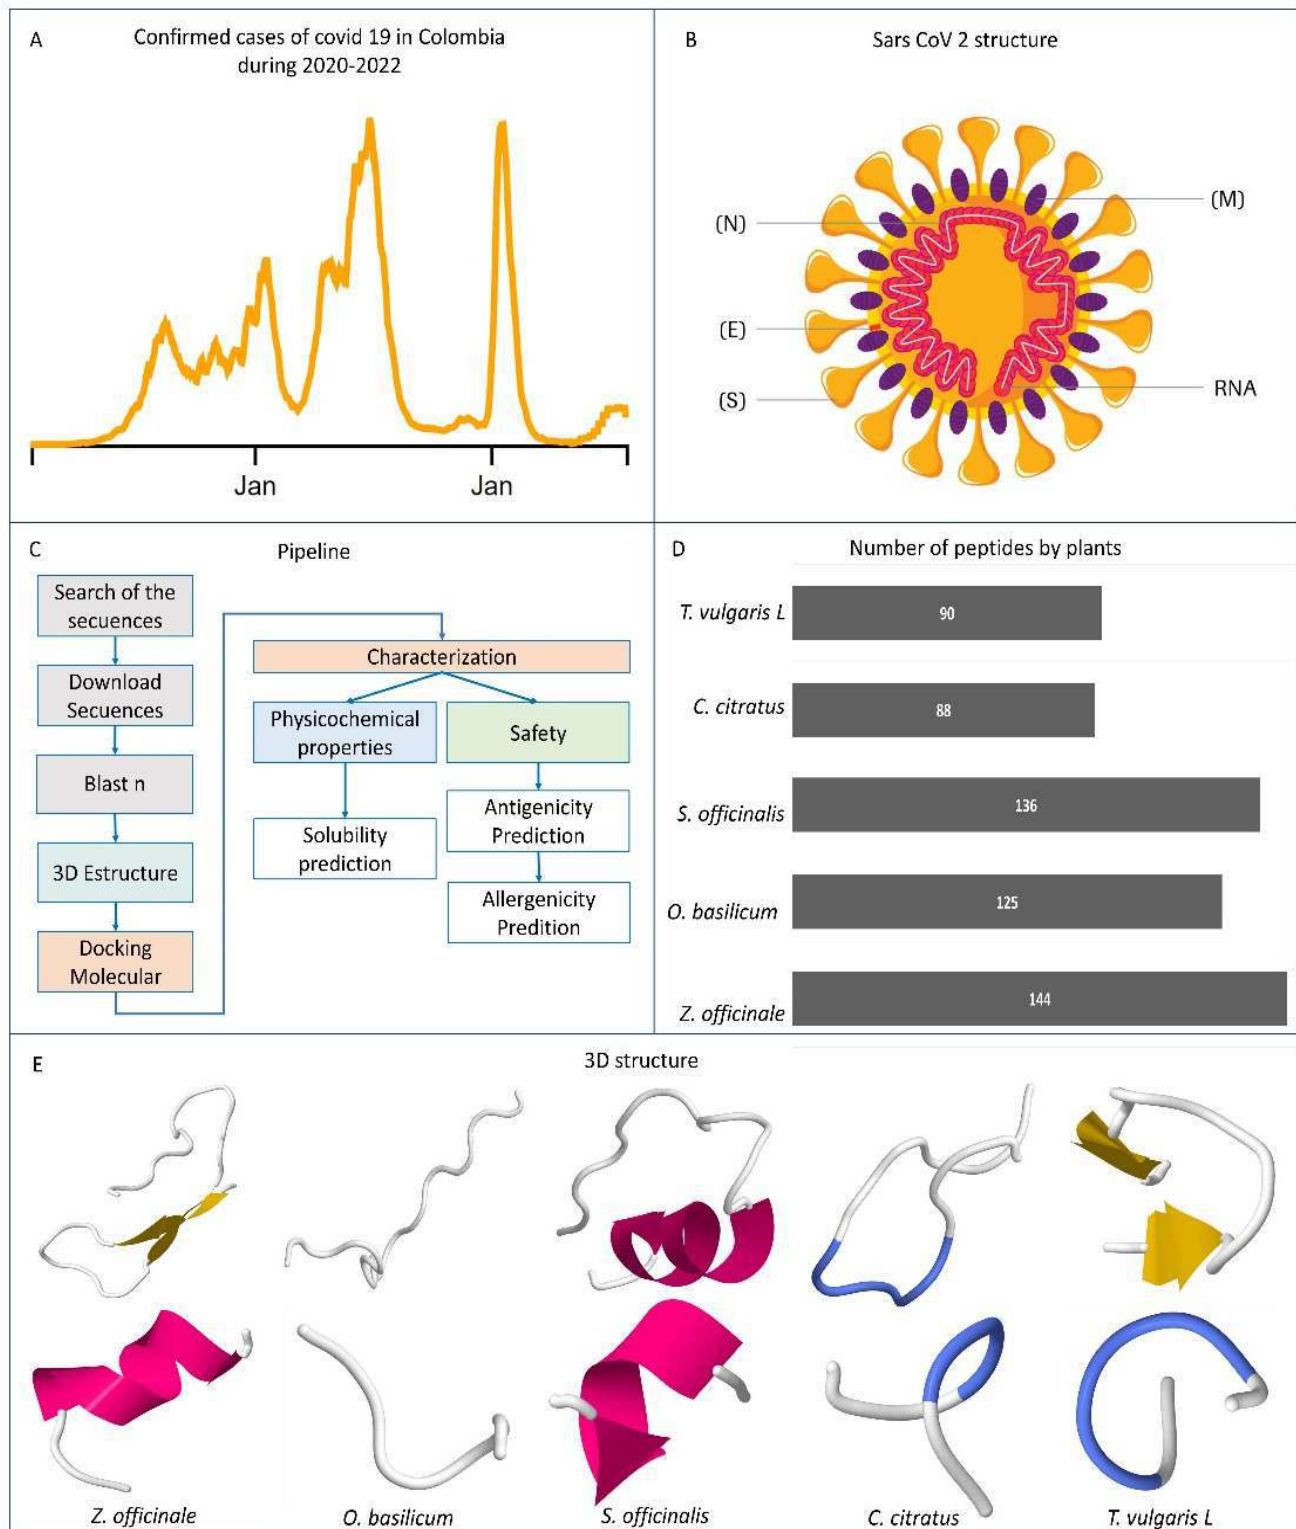 A
Confirmed cases of covid 19 in Colombia
during 2020-2022
Jan
Jan
B
Sars CoV 2 structure
(M)
(N)
(E)
(S)
RNA
C
Pipeline
Search of the
secuences
Download
Secuences
Blast n
3D Estructure
Docking
Molecular
Characterization
Physicochemical
properties
Solubility
prediction
Safety
Antigenicity
Prediction
Allergenicity
Predition
D
Number of peptides by plants
T. vulgaris L
90
C. citratus
88
S. officinalis
136
O. basilicum
125
Z. officinale
144
E
3D structure
Z. officinale
O. basilicum
S. officinalis
C. citratus
T. vulgaris L